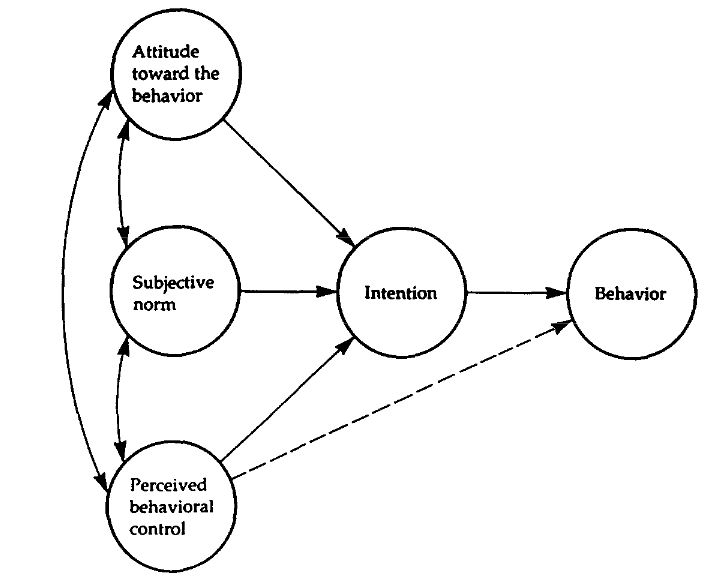 Attitude
toward the
behavior
Subjective
norm
Intention
Behavior
Perceived
behavioral
control